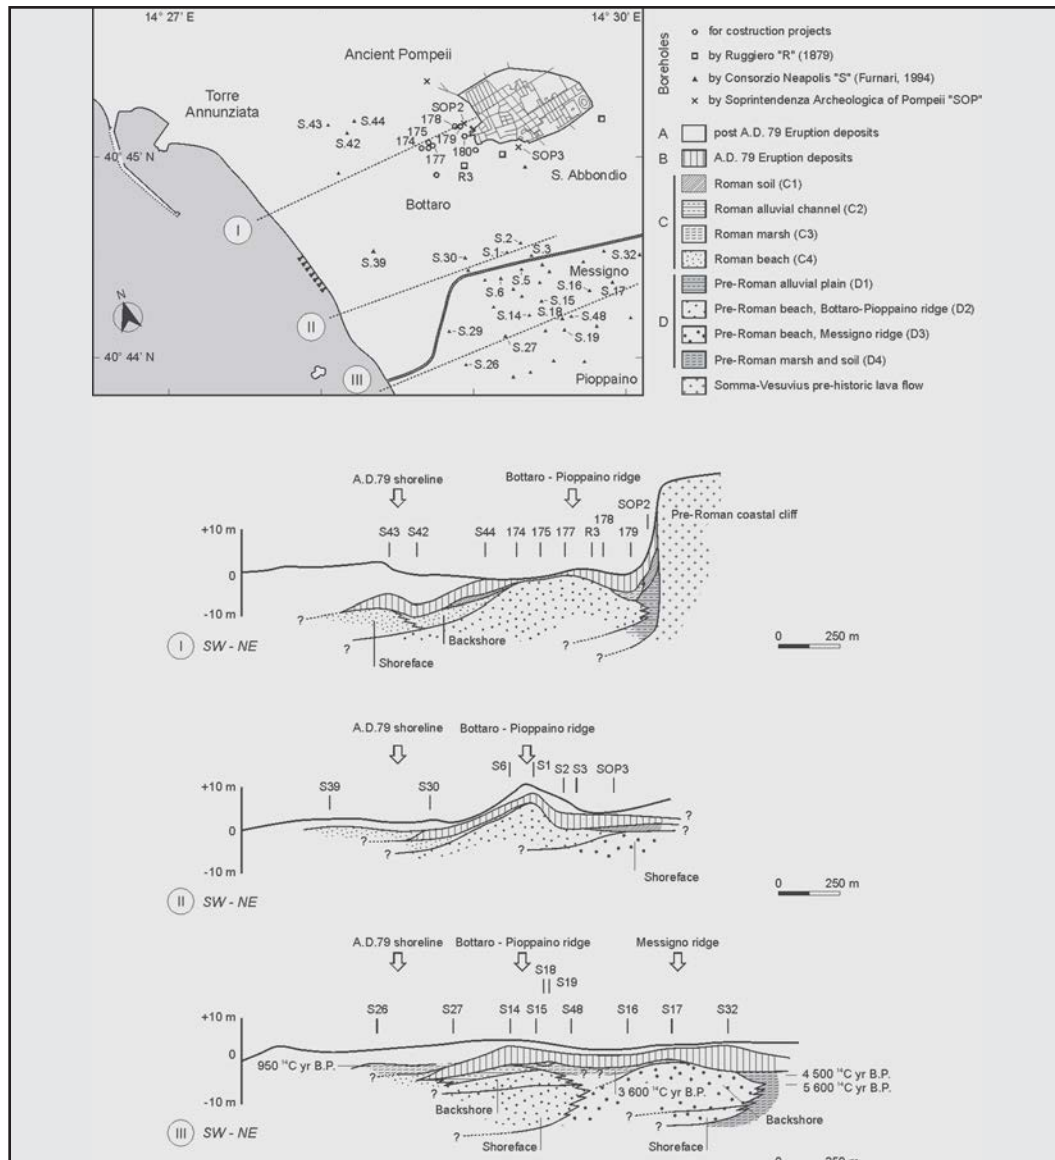 14° 27' E
14° 30' E
Ancient Pompeii
Torre
Annunziata
SOP2
178
175
174
179
177
180
R3
SOP3
S.43
S.44
S.42
40° 45' N
S. Abbondio
Bottaro
I
S.2
S.1
S.3
S.30
S.32
S.39
Messigno
S.5
S.6
S.16
S.17
S.15
S.18
S.14
S.48
S.29
S.19
S.27
S.26
N
II
III
40° 44' N
Pioppaino
Boreholes
for costruction projects
by Ruggiero "R" (1879)
by Consorzio Neapolis "S" (Furnari, 1994)
by Soprintendenza Archeologica of Pompeii "SOP"
A post A.D. 79 Eruption deposits
B A.D. 79 Eruption deposits
C
Roman soil (C1)
Roman alluvial channel (C2)
Roman marsh (C3)
Roman beach (C4)
D
Pre-Roman alluvial plain (D1)
Pre-Roman beach, Bottaro-Pioppaino ridge (D2)
Pre-Roman beach, Messigno ridge (D3)
Pre-Roman marsh and soil (D4)
Somma-Vesuvius pre-historic lava flow
A.D.79 shoreline
Bottaro - Pioppaino ridge
SOP2
Pre-Roman coastal cliff
178
S43 S42 S44 174 175 177 R3 179
+10 m
0
-10 m
?
?
?
?
Backshore
Shoreface
I SW - NE
0 250 m
A.D.79 shoreline
Bottaro - Pioppaino ridge
S6 S1 S2 S3 SOP3
S39 S30
+10 m
0
-10 m
?
?
?
?
?
Shoreface
II SW - NE
0 250 m
A.D.79 shoreline
Bottaro - Pioppaino ridge
Messigno ridge
S18
S19
S26 S27 S14 S15 S48 S16 S17 S32
+10 m
0
-10 m
950 ¹⁴C yr B.P.
4 500 ¹⁴C yr B.P.
5 600 ¹⁴C yr B.P.
3 600 ¹⁴C yr B.P.
?
?
?
?
?
?
Backshore
Backshore
Shoreface
Shoreface
III SW - NE
0 250 m